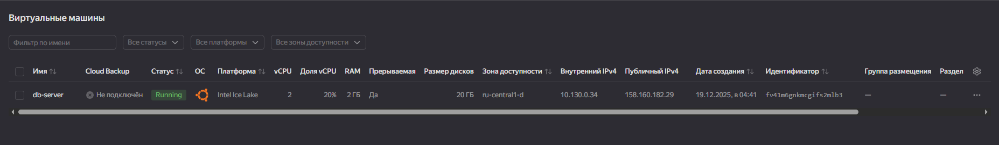 Виртуальные машины
Фильтр по имени Все статусы Все платформы Все зоны доступности
Имя Cloud Backup Статус ОС Платформа vCPU Доля vCPU RAM Прерываемая Размер дисков Зона доступности Внутренний IPv4 Публичный IPv4 Дата создания Идентификатор Группа размещения Раздел
db-server Не подключён Running Intel Ice Lake 2 20% 2 ГБ Да 20 ГБ ru-central1-d 10.130.0.34 158.160.182.29 19.12.2025, в 04:41 fv41m6gnkmcgifs2mlb3 — —